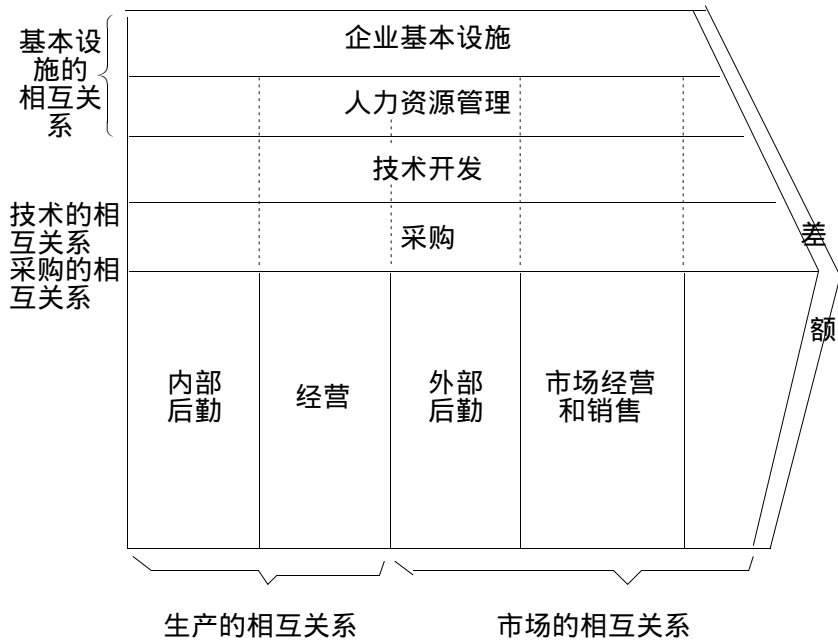 基本设
施的
相互关
系
企业基本设施
人力资源管理
技术开发
技术的相
互关系
采购的相
互关系
采购
差
额
内部
后勤
经营
外部
后勤
市场经营
和销售
生产的相互关系
市场的相互关系